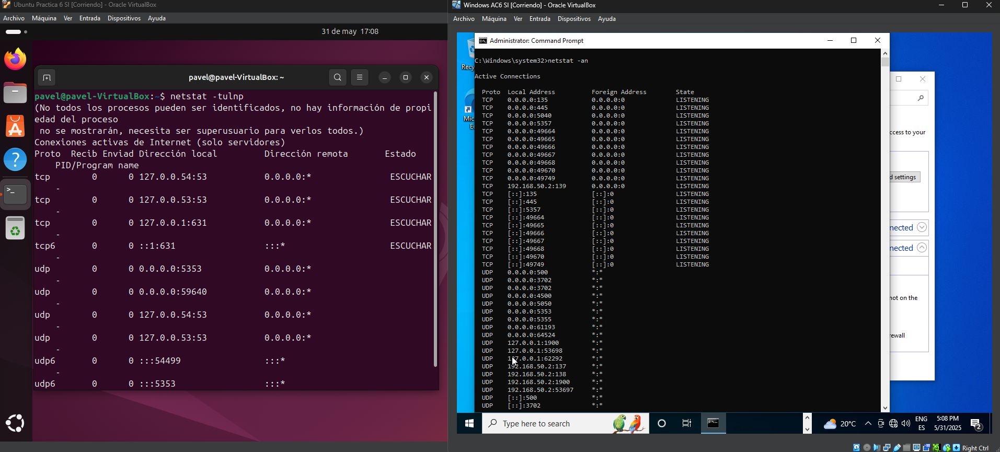 Ubuntu Practica 6 SI [Corriendo] - Oracle VirtualBox
Archivo Máquina Ver Entrada Dispositivos Ayuda
31 de may 17:08
pavel@pavel-VirtualBox: ~
pavel@pavel-VirtualBox:~$ netstat -tulnp
(No todos los procesos pueden ser identificados, no hay información de propi
edad del proceso
no se mostrarán, necesita ser superusuario para verlos todos.)
Conexiones activas de Internet (solo servidores)
Proto Recib Enviad Dirección local Dirección remota Estado
PID/Program name
tcp 0 0 127.0.0.54:53 0.0.0.0:* ESCUCHAR
-
tcp 0 0 127.0.0.53:53 0.0.0.0:* ESCUCHAR
-
tcp 0 0 127.0.0.1:631 0.0.0.0:* ESCUCHAR
-
tcp6 0 0 ::1:631 :::* ESCUCHAR
-
udp 0 0 0.0.0.0:5353 0.0.0.0:*
-
udp 0 0 0.0.0.0:59640 0.0.0.0:*
-
udp 0 0 127.0.0.54:53 0.0.0.0:*
-
udp 0 0 127.0.0.53:53 0.0.0.0:*
-
udp6 0 0 :::54499 :::*
-
udp6 0 0 :::5353 :::*
Windows AC6 SI [Corriendo] - Oracle VirtualBox
Archivo Máquina Ver Entrada Dispositivos Ayuda
Recy
Mic
E
Administrator: Command Prompt
C:\Windows\system32>netstat -an
Active Connections
Proto Local Address Foreign Address State
TCP 0.0.0.0:135 0.0.0.0:0 LISTENING
TCP 0.0.0.0:445 0.0.0.0:0 LISTENING
TCP 0.0.0.0:5040 0.0.0.0:0 LISTENING
TCP 0.0.0.0:5357 0.0.0.0:0 LISTENING
TCP 0.0.0.0:49664 0.0.0.0:0 LISTENING
TCP 0.0.0.0:49665 0.0.0.0:0 LISTENING
TCP 0.0.0.0:49666 0.0.0.0:0 LISTENING
TCP 0.0.0.0:49667 0.0.0.0:0 LISTENING
TCP 0.0.0.0:49668 0.0.0.0:0 LISTENING
TCP 0.0.0.0:49670 0.0.0.0:0 LISTENING
TCP 0.0.0.0:49749 0.0.0.0:0 LISTENING
TCP 192.168.50.2:139 0.0.0.0:0 LISTENING
TCP [::]:135 [::]:0 LISTENING
TCP [::]:445 [::]:0 LISTENING
TCP [::]:5357 [::]:0 LISTENING
TCP [::]:49664 [::]:0 LISTENING
TCP [::]:49665 [::]:0 LISTENING
TCP [::]:49666 [::]:0 LISTENING
TCP [::]:49667 [::]:0 LISTENING
TCP [::]:49668 [::]:0 LISTENING
TCP [::]:49670 [::]:0 LISTENING
TCP [::]:49749 [::]:0 LISTENING
UDP 0.0.0.0:500 *:*
UDP 0.0.0.0:3702 *:*
UDP 0.0.0.0:3702 *:*
UDP 0.0.0.0:4500 *:*
UDP 0.0.0.0:5050 *:*
UDP 0.0.0.0:5353 *:*
UDP 0.0.0.0:5355 *:*
UDP 0.0.0.0:61193 *:*
UDP 0.0.0.0:64524 *:*
UDP 127.0.0.1:1900 *:*
UDP 127.0.0.1:53698 *:*
UDP 127.0.0.1:62292 *:*
UDP 192.168.50.2:137 *:*
UDP 192.168.50.2:138 *:*
UDP 192.168.50.2:1900 *:*
UDP 192.168.50.2:53697 *:*
UDP [::]:500 *:*
UDP [::]:3702 *:*
ccess to your
d settings
nected
nected
not on the
ewall
Type here to search
20°C
ENG
ES
5:08 PM
5/31/2025
2
Right Ctrl